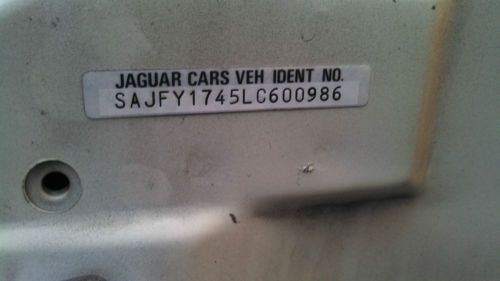 JAGUAR CARS VEH IDENT NO.
SAJFY1745LC600986